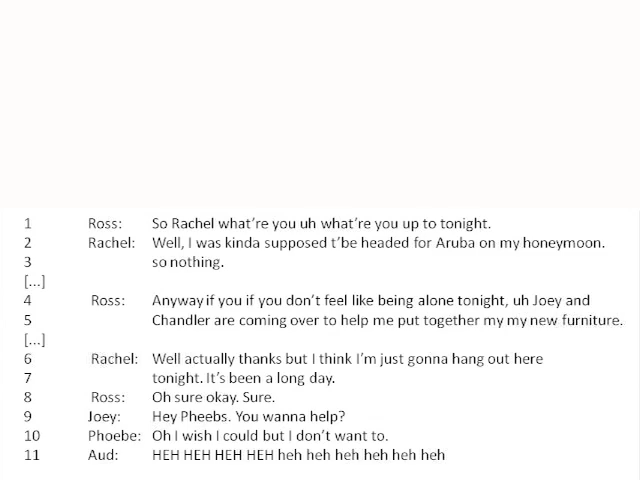 1 Ross: So Rachel what're you uh what're you up to tonight.
2 Rachel: Well, I was kinda supposed t'be headed for Aruba on my honeymoon.
3 so nothing.
[...]
4 Ross: Anyway if you if you don't feel like being alone tonight, uh Joey and
5 Chandler are coming over to help me put together my my new furniture.
[...]
6 Rachel: Well actually thanks but I think I'm just gonna hang out here
7 tonight. It's been a long day.
8 Ross: Oh sure okay. Sure.
9 Joey: Hey Pheebs. You wanna help?
10 Phoebe: Oh I wish I could but I don't want to.
11 Aud: HEH HEH HEH HEH heh heh heh heh heh heh